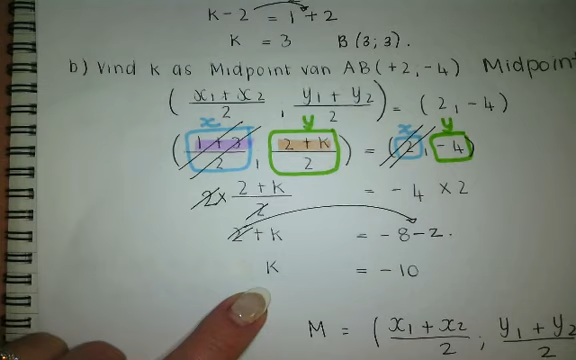 K - 2 = 1 + 2
K = 3 B (3 ; 3).
b) Vind K as Midpoint van AB (+2, -4) Midpoin
( x₁ + x₂ / 2 , y₁ + y₂ / 2 ) = ( 2 , -4 )
x y x y
( 1 + 3 / 2 , 2 + K / 2 ) = ( 2 , -4 )
2 × 2 + K / 2 = -4 × 2
2 + K = -8 - 2.
K = -10
M = ( x₁ + x₂ / 2 ; y₁ + y₂ / 2